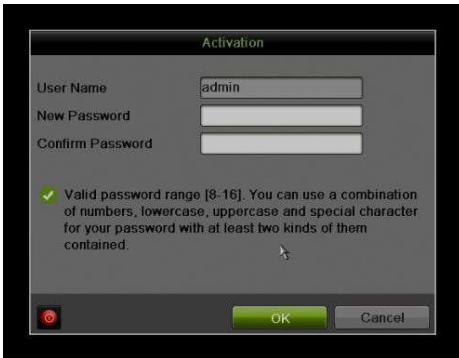 Activation
User Name admin
New Password
Confirm Password
Valid password range [8-16]. You can use a combination
of numbers, lowercase, uppercase and special character
for your password with at least two kinds of them
contained.
OK Cancel